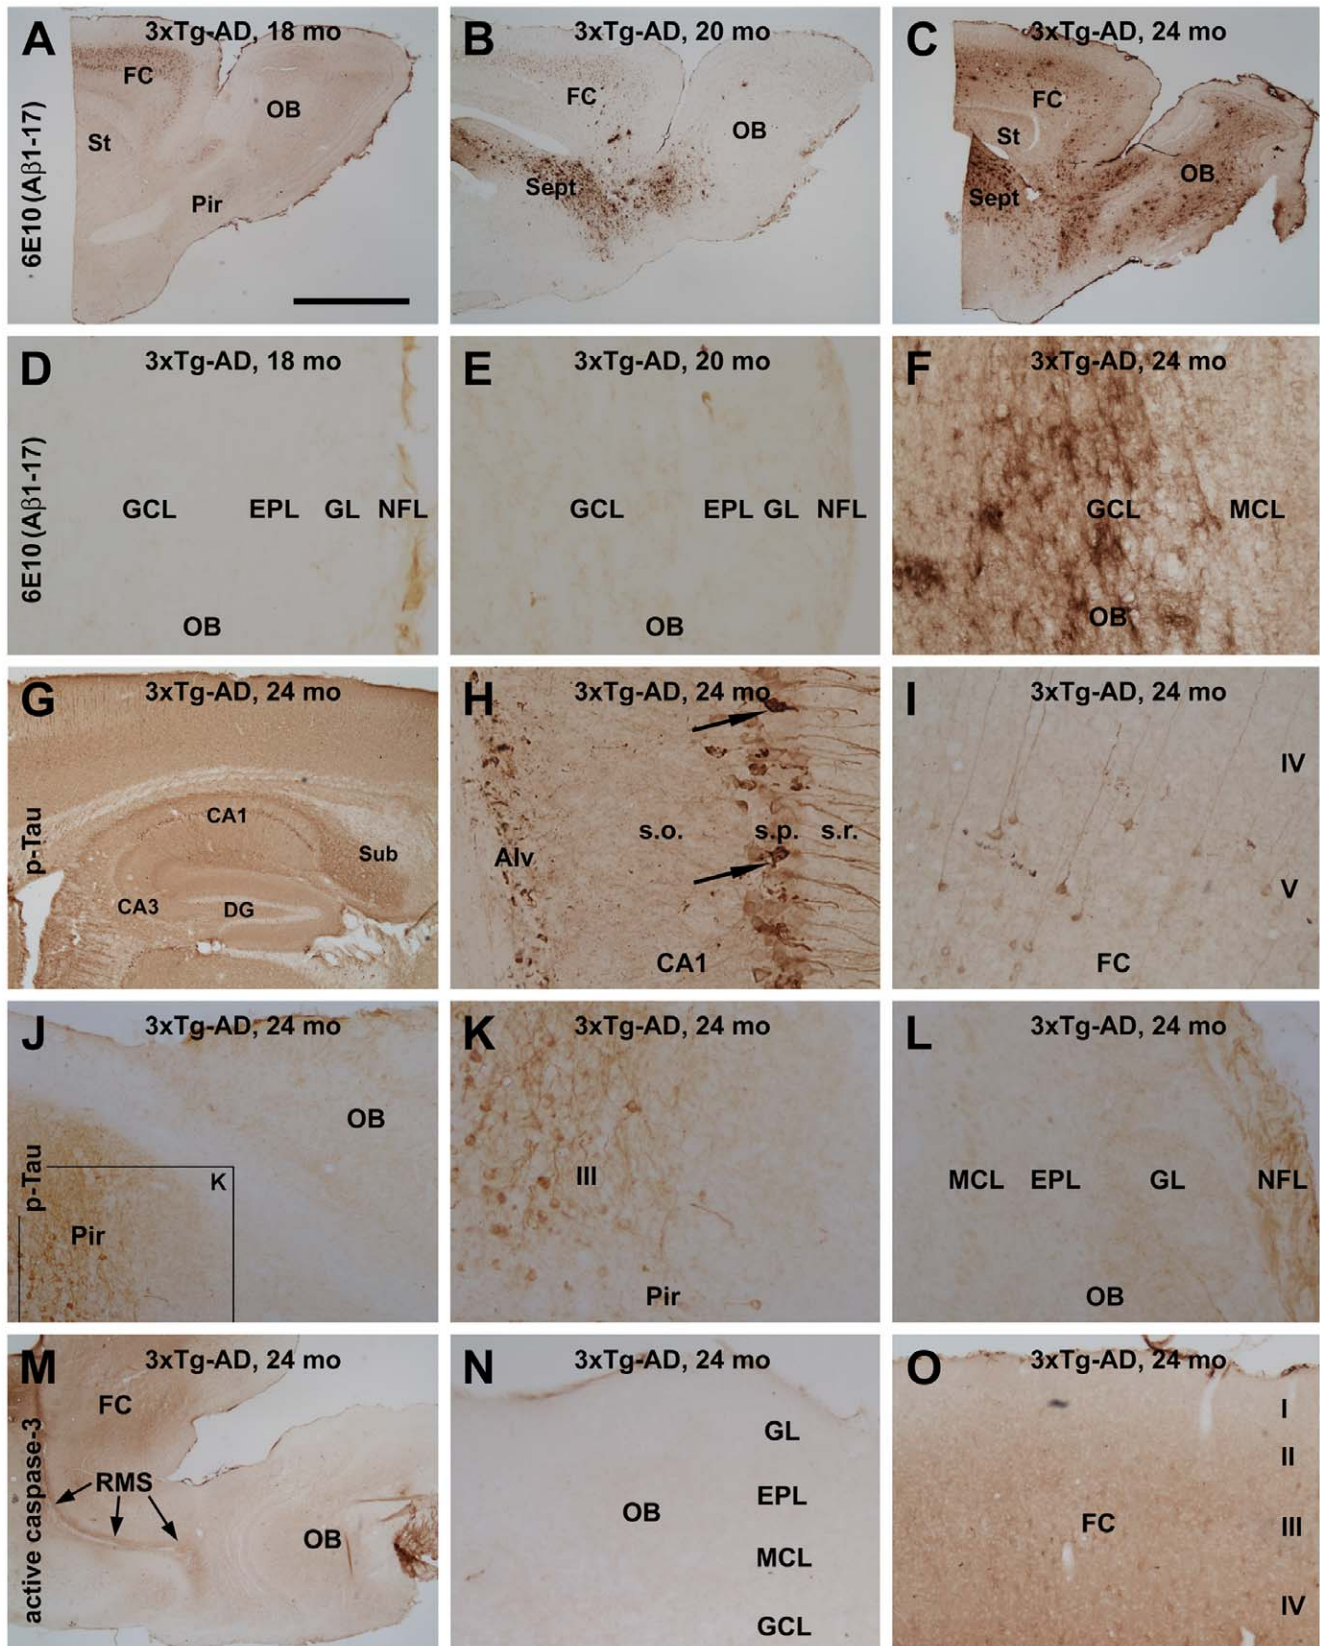 A
3xTg-AD, 18 mo
FC
OB
St
Pir
6E10 (Aβ1-17)
B
3xTg-AD, 20 mo
FC
OB
Sept
C
3xTg-AD, 24 mo
FC
St
OB
Sept
D
3xTg-AD, 18 mo
6E10 (Aβ1-17)
GCL EPL GL NFL
OB
E
3xTg-AD, 20 mo
GCL EPL GL NFL
OB
F
3xTg-AD, 24 mo
GCL MCL
OB
G
3xTg-AD, 24 mo
p-Tau
CA1
Sub
CA3
DG
H
3xTg-AD, 24 mo
s.o. s.p. s.r.
Alv
CA1
I
3xTg-AD, 24 mo
IV
V
FC
J
3xTg-AD, 24 mo
OB
p-Tau
K
Pir
K
3xTg-AD, 24 mo
III
Pir
L
3xTg-AD, 24 mo
MCL EPL GL NFL
OB
M
3xTg-AD, 24 mo
active caspase-3
FC
RMS
OB
N
3xTg-AD, 24 mo
GL
EPL
OB
MCL
GCL
O
3xTg-AD, 24 mo
I
II
III
FC
IV